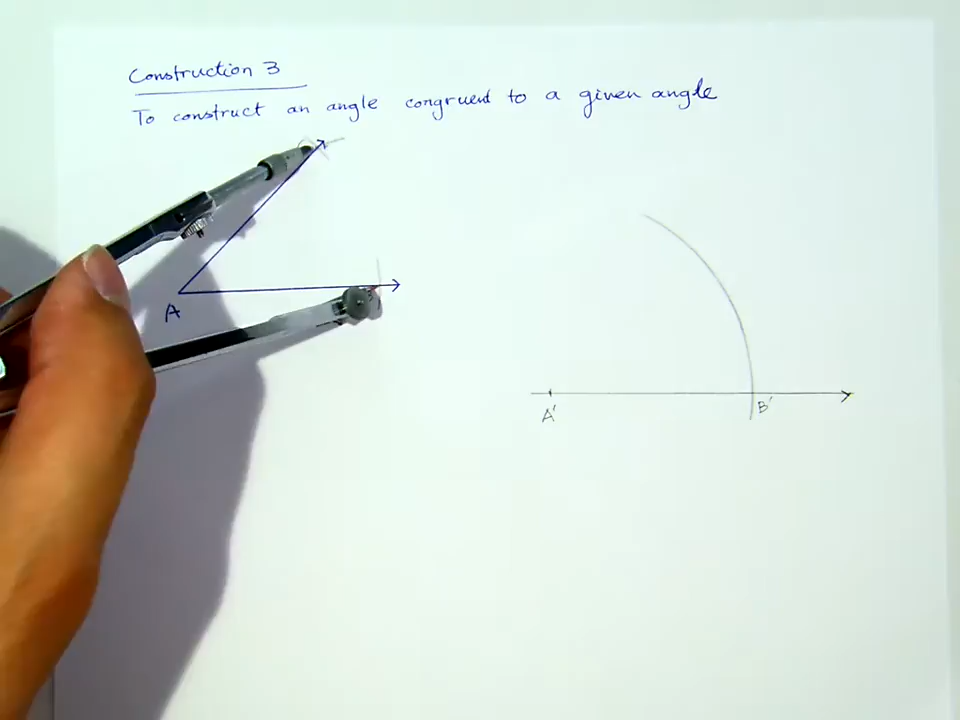 Construction 3
To construct an angle congruent to a given angle
A
A'
B'